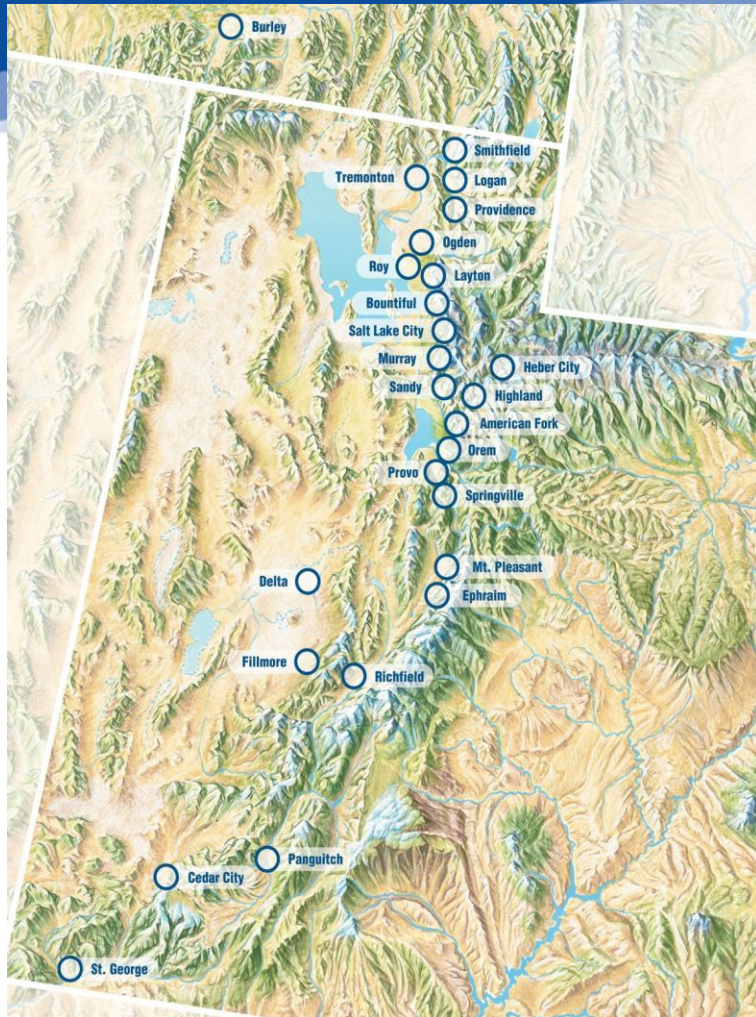 Burley
Smithfield
Tremonton
Logan
Providence
Ogden
Roy
Layton
Bountiful
Salt Lake City
Murray
Heber City
Sandy
Highland
American Fork
Orem
Provo
Springville
Mt. Pleasant
Delta
Ephraim
Fillmore
Richfield
Panguitch
Cedar City
St. George